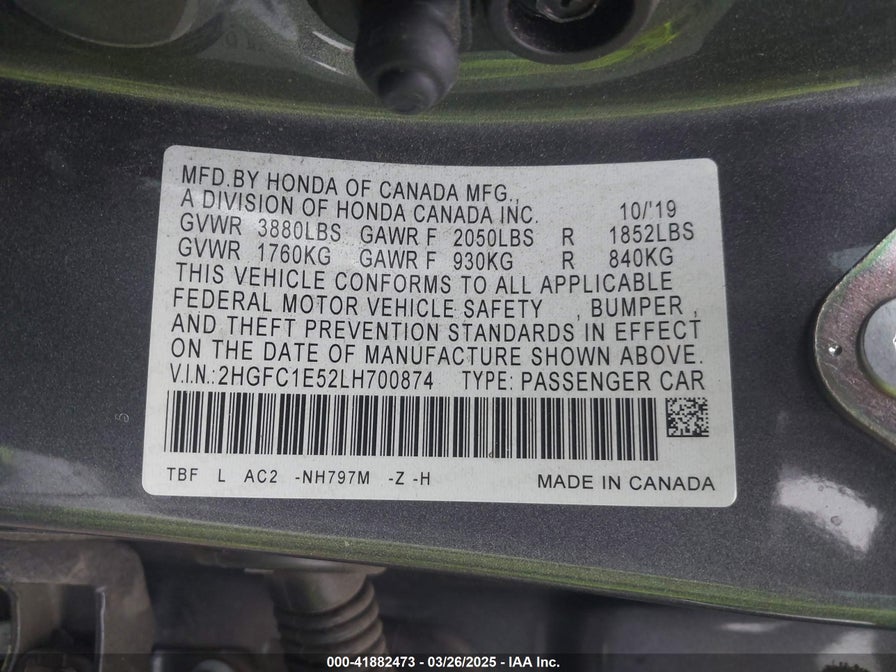 MFD.BY HONDA OF CANADA MFG.,
A DIVISION OF HONDA CANADA INC. 10/'19
GVWR 3880LBS GAWR F 2050LBS R 1852LBS
GVWR 1760KG GAWR F 930KG R 840KG
THIS VEHICLE CONFORMS TO ALL APPLICABLE
FEDERAL MOTOR VEHICLE SAFETY , BUMPER ,
AND THEFT PREVENTION STANDARDS IN EFFECT
ON THE DATE OF MANUFACTURE SHOWN ABOVE.
V.I.N.:2HGFC1E52LH700874 TYPE: PASSENGER CAR
TBF L AC2 -NH797M -Z -H MADE IN CANADA
000-41882473 - 03/26/2025 - IAA Inc.